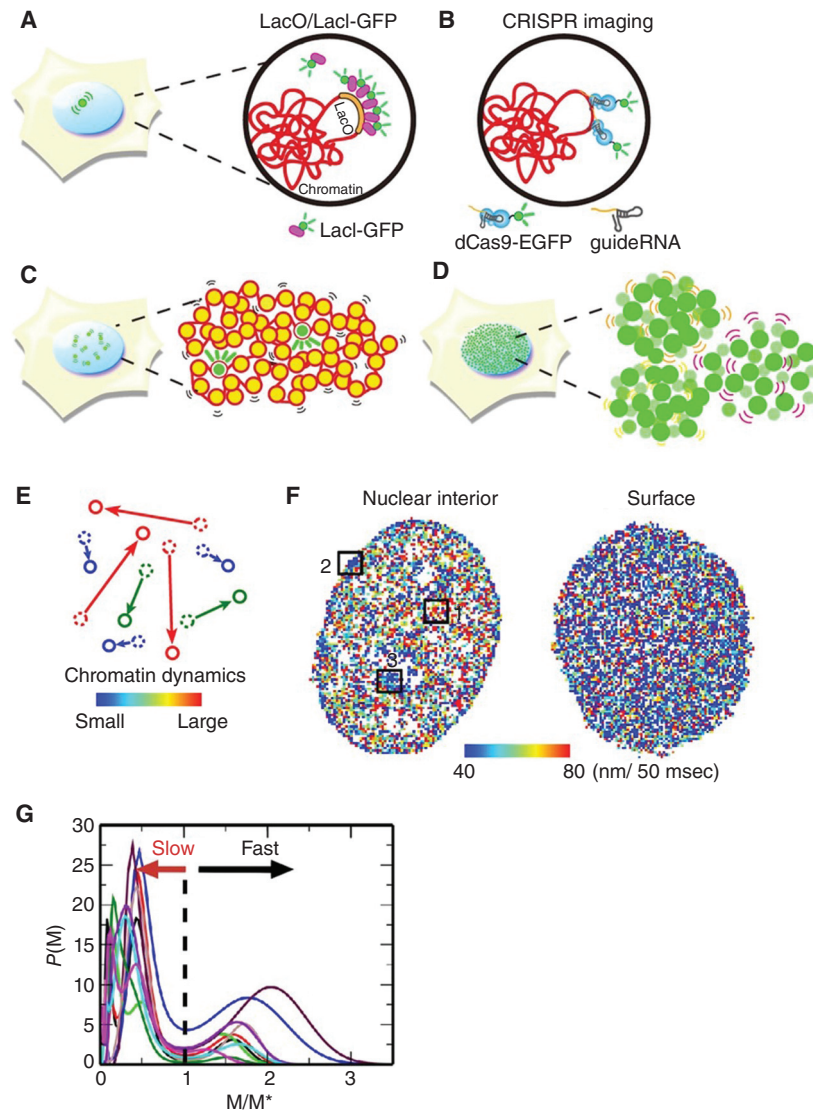 A
LacO/LacI-GFP
LacO
Chromatin
LacI-GFP
B
CRISPR imaging
dCas9-EGFP
guideRNA
C
D
E
Chromatin dynamics
Small
Large
F
Nuclear interior
Surface
2
1
3
40
80 (nm/ 50 msec)
G
30
25
20
15
10
5
0
P(M)
Slow
Fast
0
1
2
3
M/M*